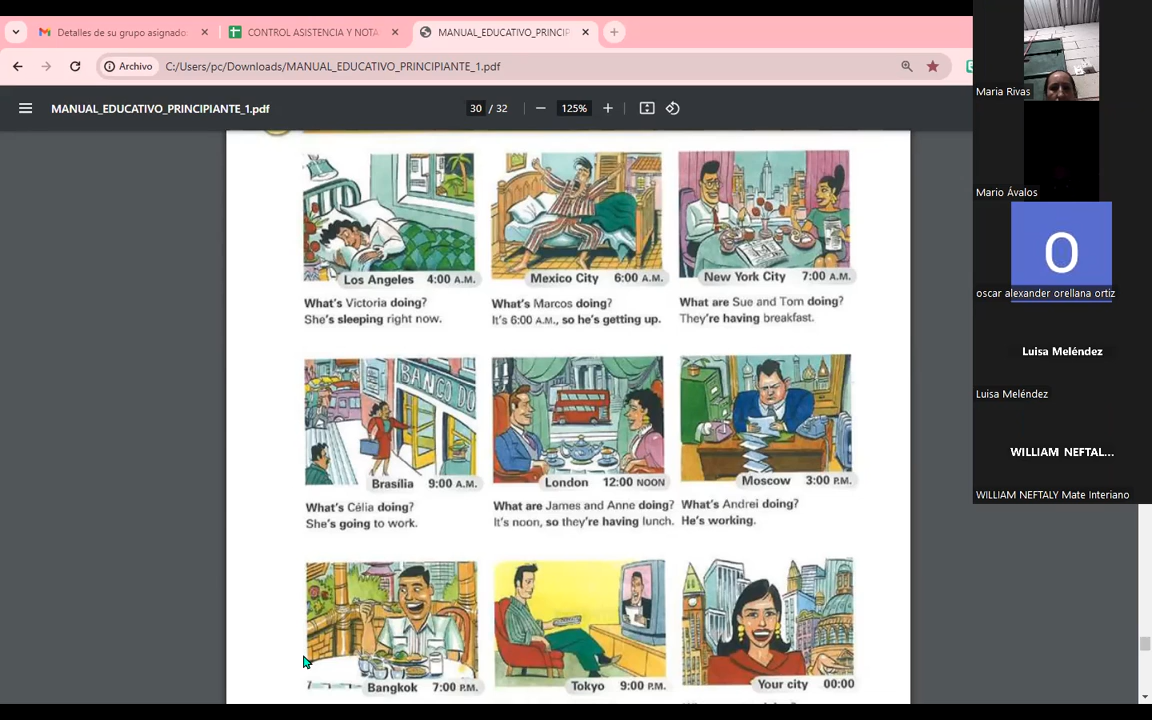 Detalles de su grupo asignado
CONTROL ASISTENCIA Y NOTA
MANUAL_EDUCATIVO_PRINCIP
Archivo
C:/Users/pc/Downloads/MANUAL_EDUCATIVO_PRINCIPIANTE_1.pdf
MANUAL_EDUCATIVO_PRINCIPIANTE_1.pdf
30 / 32
125%
Los Angeles 4:00 A.M.
Mexico City 6:00 A.M.
New York City 7:00 A.M.
What's Victoria doing?
She's sleeping right now.
What's Marcos doing?
It's 6:00 A.M., so he's getting up.
What are Sue and Tom doing?
They're having breakfast.
BANCO DO
Brasília 9:00 A.M.
London 12:00 NOON
Moscow 3:00 P.M.
What's Célia doing?
She's going to work.
What are James and Anne doing?
It's noon, so they're having lunch.
What's Andrei doing?
He's working.
Bangkok 7:00 P.M.
Tokyo 9:00 P.M.
Your city 00:00
Maria Rivas
Mario Ávalos
O
oscar alexander orellana ortiz
Luisa Meléndez
Luisa Meléndez
WILLIAM NEFTAL...
WILLIAM NEFTALY Mate Interiano